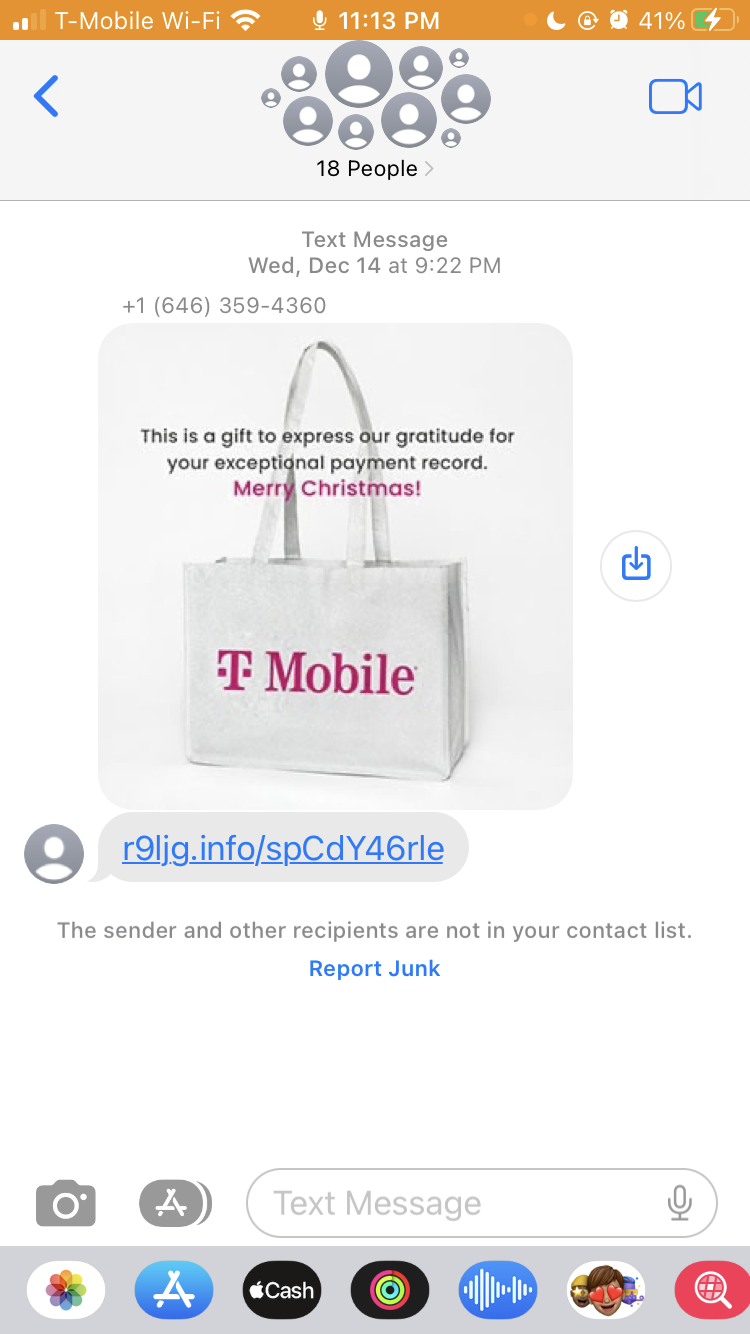 T-Mobile Wi-Fi 11:13 PM 41%
18 People
Text Message
Wed, Dec 14 at 9:22 PM
+1 (646) 359-4360
This is a gift to express our gratitude for
your exceptional payment record.
Merry Christmas!
T Mobile
r9ljg.info/spCdY46rle
The sender and other recipients are not in your contact list.
Report Junk
Text Message
Cash